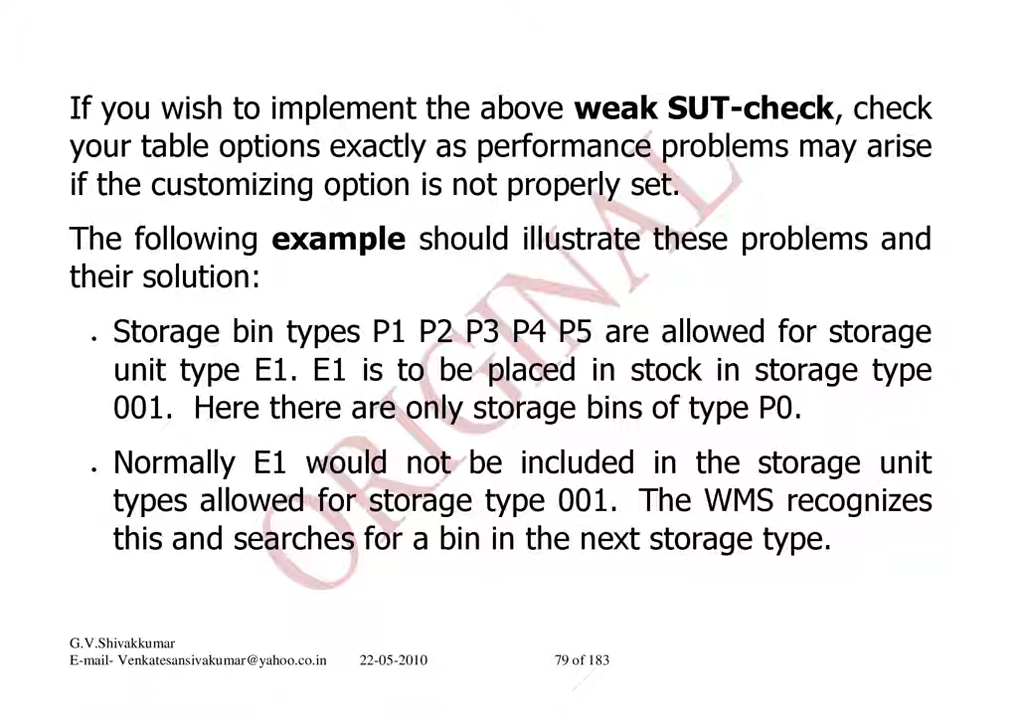 If you wish to implement the above weak SUT-check, check
your table options exactly as performance problems may arise
if the customizing option is not properly set.
The following example should illustrate these problems and
their solution:
. Storage bin types P1 P2 P3 P4 P5 are allowed for storage
unit type E1. E1 is to be placed in stock in storage type
001. Here there are only storage bins of type P0.
. Normally E1 would not be included in the storage unit
types allowed for storage type 001. The WMS recognizes
this and searches for a bin in the next storage type.
ORIGINAL
G.V.Shivakkumar
E-mail- Venkatesansivakumar@yahoo.co.in 22-05-2010 79 of 183